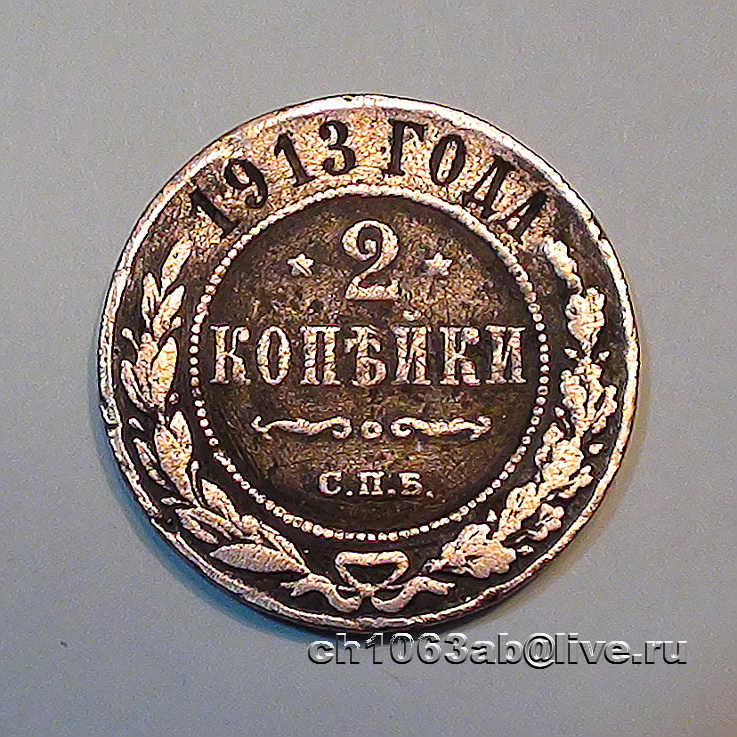 1913 ГОДА
2
КОПѢЙКИ
С.П.Б.
ch1063ab@live.ru